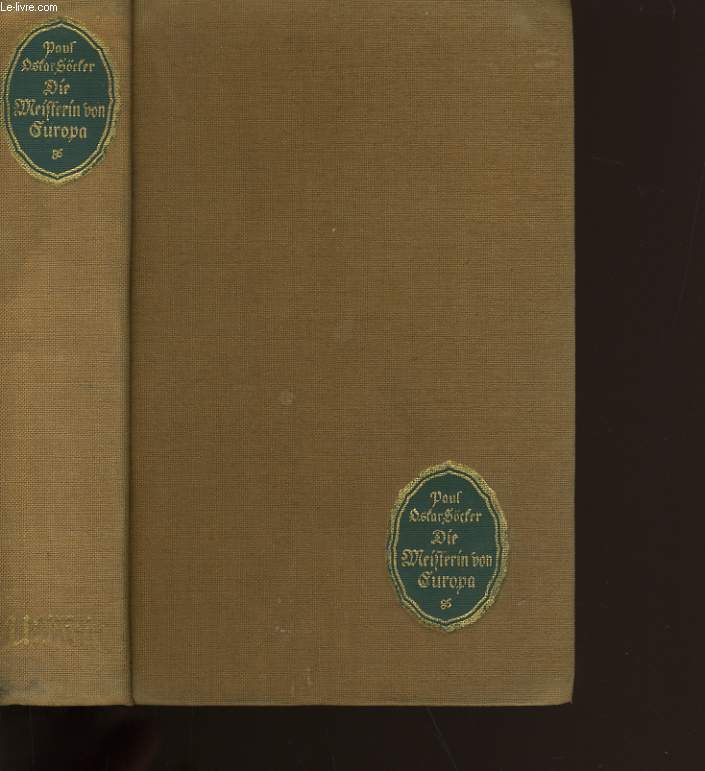 Le-livre.com
Paul
Oskar Höcker
Die
Meisterin von
Europa
Paul
Oskar Höcker
Die
Meisterin von
Europa